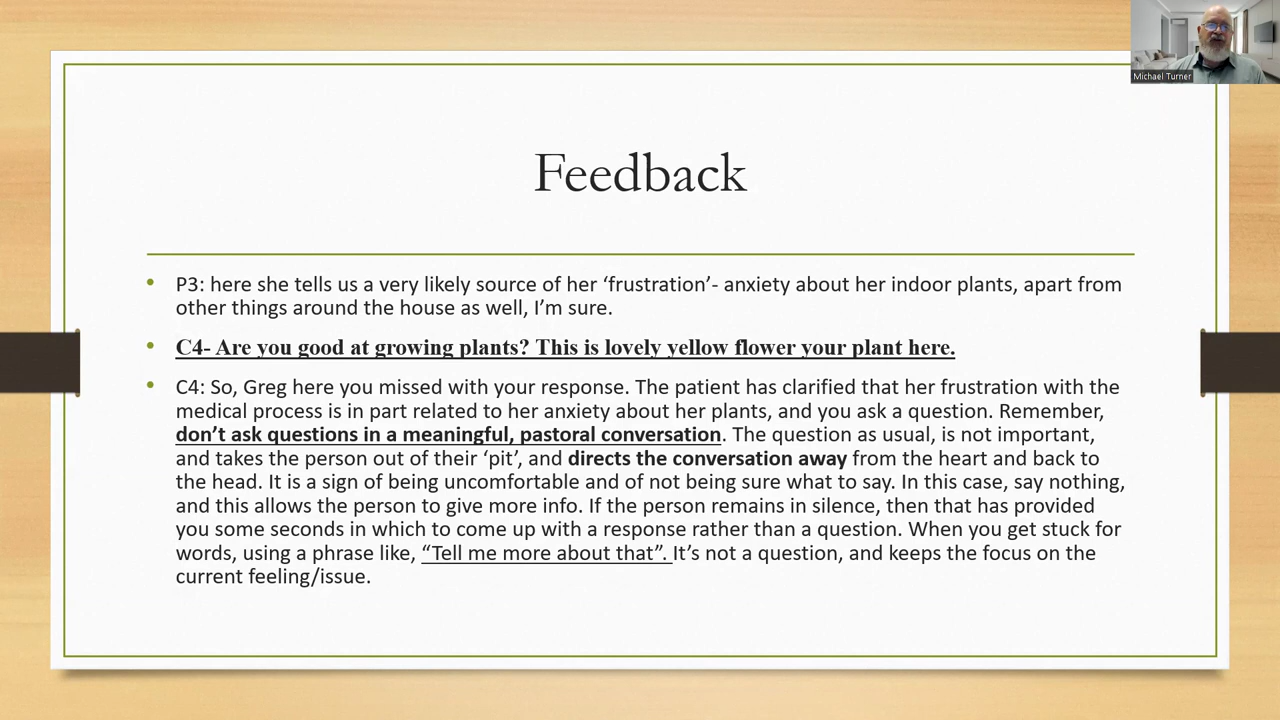 Michael Turner
Feedback
• P3: here she tells us a very likely source of her ‘frustration’- anxiety about her indoor plants, apart from
other things around the house as well, I’m sure.
• C4- Are you good at growing plants? This is lovely yellow flower your plant here.
• C4: So, Greg here you missed with your response. The patient has clarified that her frustration with the
medical process is in part related to her anxiety about her plants, and you ask a question. Remember,
don’t ask questions in a meaningful, pastoral conversation. The question as usual, is not important,
and takes the person out of their ‘pit’, and directs the conversation away from the heart and back to
the head. It is a sign of being uncomfortable and of not being sure what to say. In this case, say nothing,
and this allows the person to give more info. If the person remains in silence, then that has provided
you some seconds in which to come up with a response rather than a question. When you get stuck for
words, using a phrase like, “Tell me more about that”. It’s not a question, and keeps the focus on the
current feeling/issue.